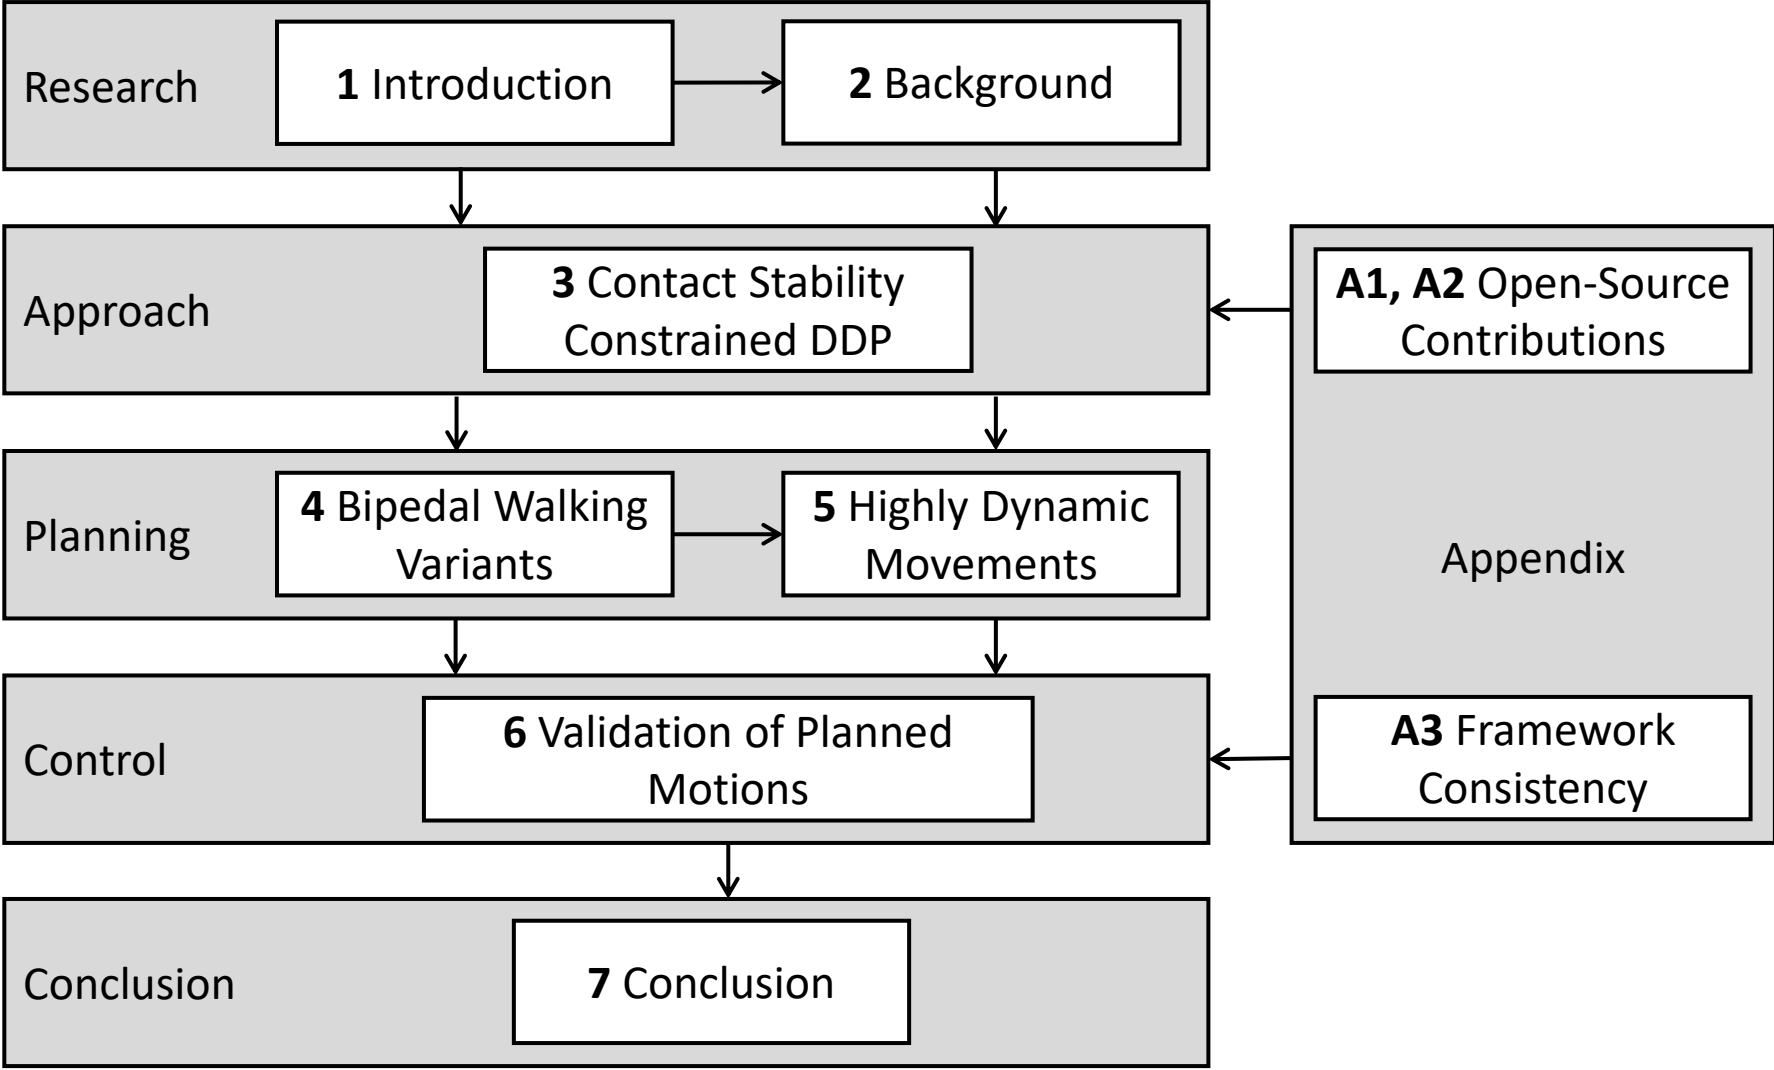 Research
1 Introduction
2 Background
Approach
3 Contact Stability
Constrained DDP
A1, A2 Open-Source
Contributions
Planning
4 Bipedal Walking
Variants
5 Highly Dynamic
Movements
Appendix
Control
6 Validation of Planned
Motions
A3 Framework
Consistency
Conclusion
7 Conclusion